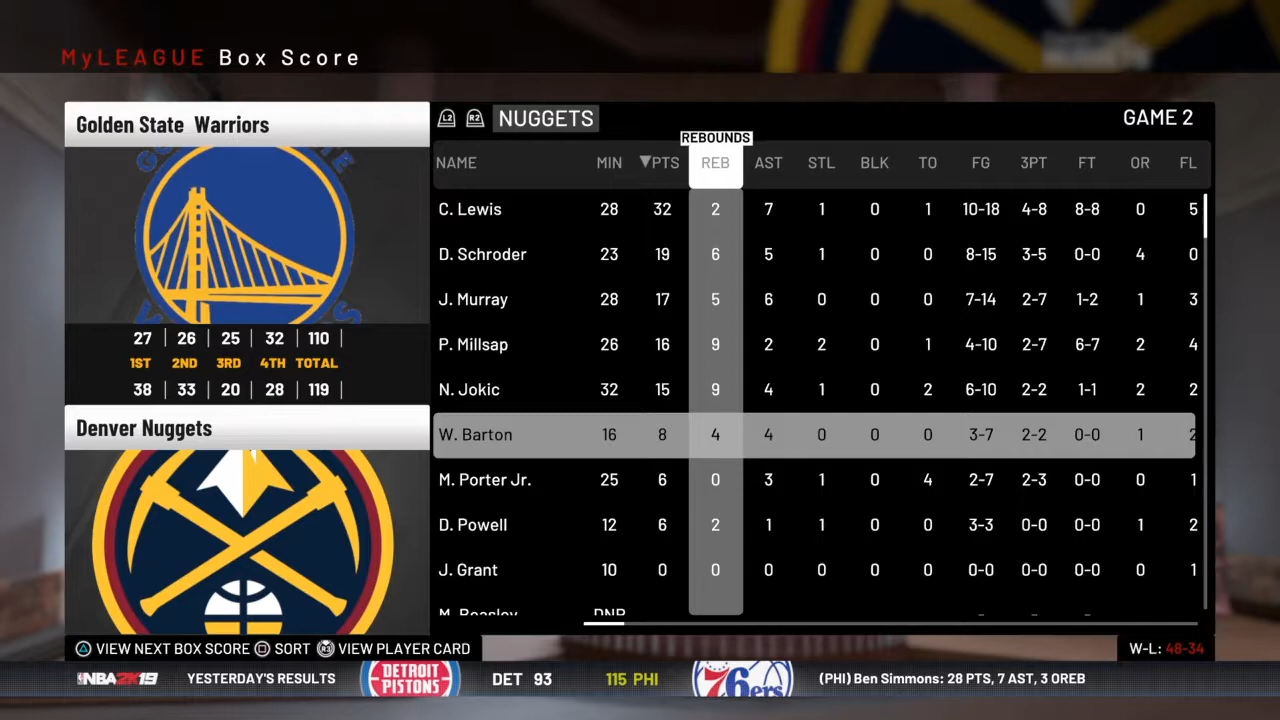 MyLEAGUE Box Score
Golden State Warriors
27 | 26 | 25 | 32 | 110 |
1ST 2ND 3RD 4TH TOTAL
38 | 33 | 20 | 28 | 119 |
Denver Nuggets
L2 R2 NUGGETS GAME 2
REBOUNDS
NAME MIN ▼PTS REB AST STL BLK TO FG 3PT FT OR FL
C. Lewis 28 32 2 7 1 0 1 10-18 4-8 8-8 0 5
D. Schroder 23 19 6 5 1 0 0 8-15 3-5 0-0 4 0
J. Murray 28 17 5 6 0 0 0 7-14 2-7 1-2 1 3
P. Millsap 26 16 9 2 2 0 1 4-10 2-7 6-7 2 4
N. Jokic 32 15 9 4 1 0 2 6-10 2-2 1-1 2 2
W. Barton 16 8 4 4 0 0 0 3-7 2-2 0-0 1 2
M. Porter Jr. 25 6 0 3 1 0 4 2-7 2-3 0-0 0 1
D. Powell 12 6 2 1 1 0 0 3-3 0-0 0-0 1 2
J. Grant 10 0 0 0 0 0 0 0-0 0-0 0-0 0 1
M. Beasley DNP - - -
VIEW NEXT BOX SCORE SORT R3 VIEW PLAYER CARD
W-L: 48-34
NBA 2K19 YESTERDAY'S RESULTS DETROIT PISTONS DET 93 115 PHI 76ers (PHI) Ben Simmons: 28 PTS, 7 AST, 3 OREB